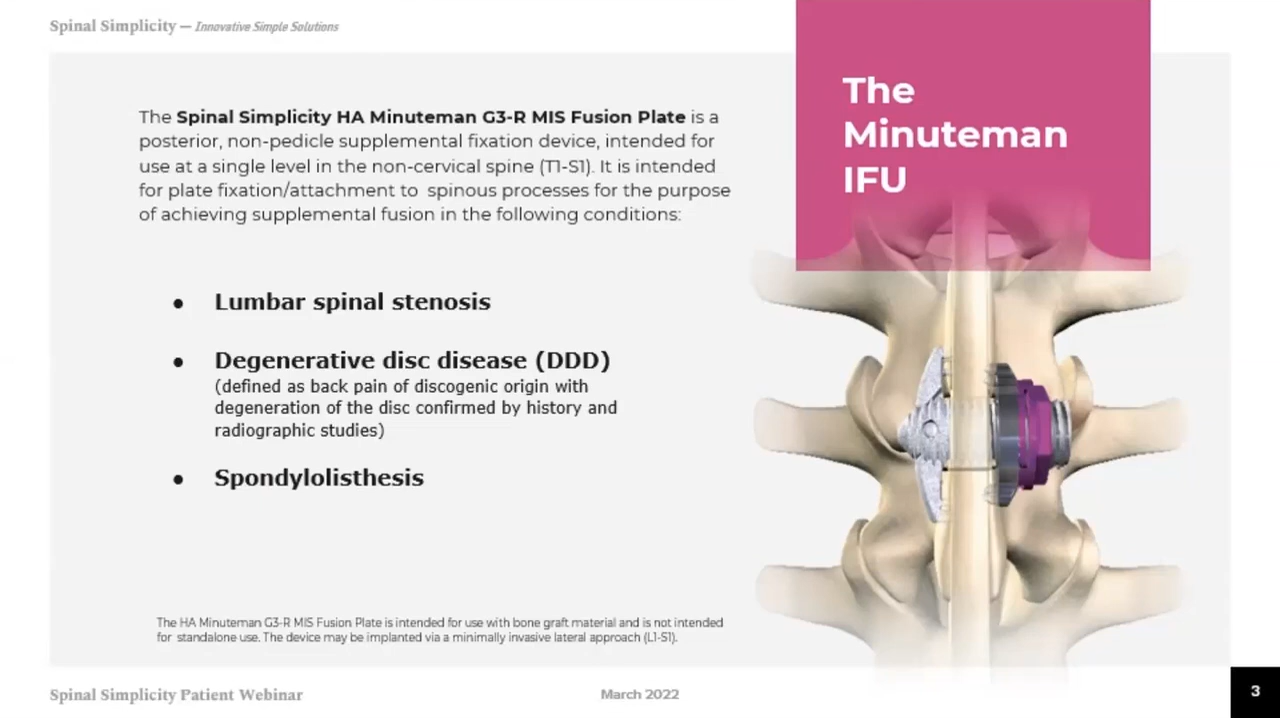 Spinal Simplicity — Innovative Simple Solutions
The
Minuteman
IFU
The Spinal Simplicity HA Minuteman G3-R MIS Fusion Plate is a
posterior, non-pedicle supplemental fixation device, intended for
use at a single level in the non-cervical spine (T1-S1). It is intended
for plate fixation/attachment to spinous processes for the purpose
of achieving supplemental fusion in the following conditions:
• Lumbar spinal stenosis
• Degenerative disc disease (DDD)
(defined as back pain of discogenic origin with
degeneration of the disc confirmed by history and
radiographic studies)
• Spondylolisthesis
The HA Minuteman G3-R MIS Fusion Plate is intended for use with bone graft material and is not intended
for standalone use. The device may be implanted via a minimally invasive lateral approach (L1-S1).
Spinal Simplicity Patient Webinar
March 2022
3